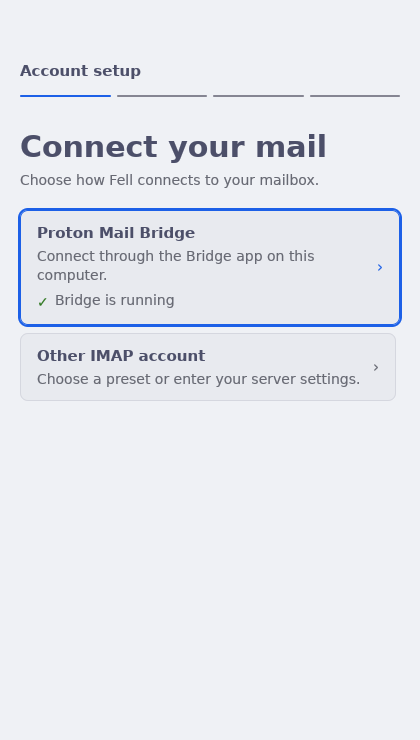 Account setup
Connect your mail
Choose how Fell connects to your mailbox.
Proton Mail Bridge
Connect through the Bridge app on this
computer.
✓ Bridge is running
Other IMAP account
Choose a preset or enter your server settings.